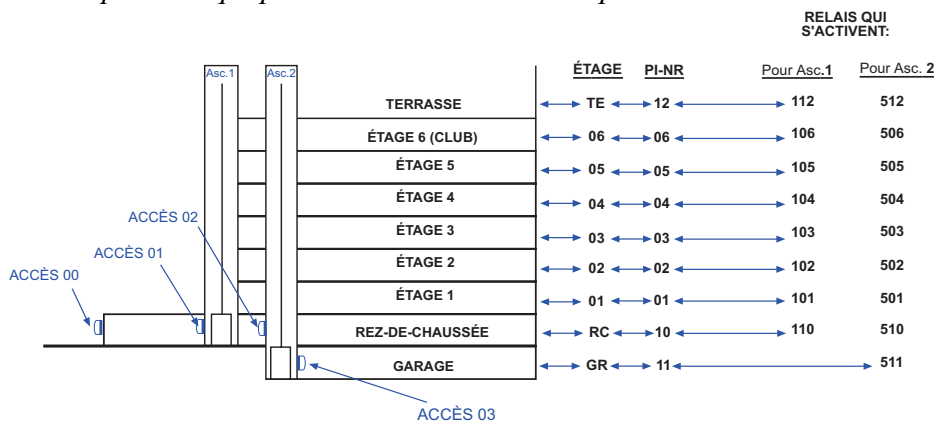 RELAIS QUI
S'ACTIVENT:
Asc.1 Asc.2 ÉTAGE PI-NR Pour Asc.1 Pour Asc. 2
TERRASSE TE 12 112 512
ÉTAGE 6 (CLUB) 06 06 106 506
ÉTAGE 5 05 05 105 505
ÉTAGE 4 04 04 104 504
ACCÈS 02 ÉTAGE 3 03 03 103 503
ACCÈS 01 ÉTAGE 2 02 02 102 502
ACCÈS 00 ÉTAGE 1 01 01 101 501
REZ-DE-CHAUSSÉE RC 10 110 510
GARAGE GR 11 511
ACCÈS 03